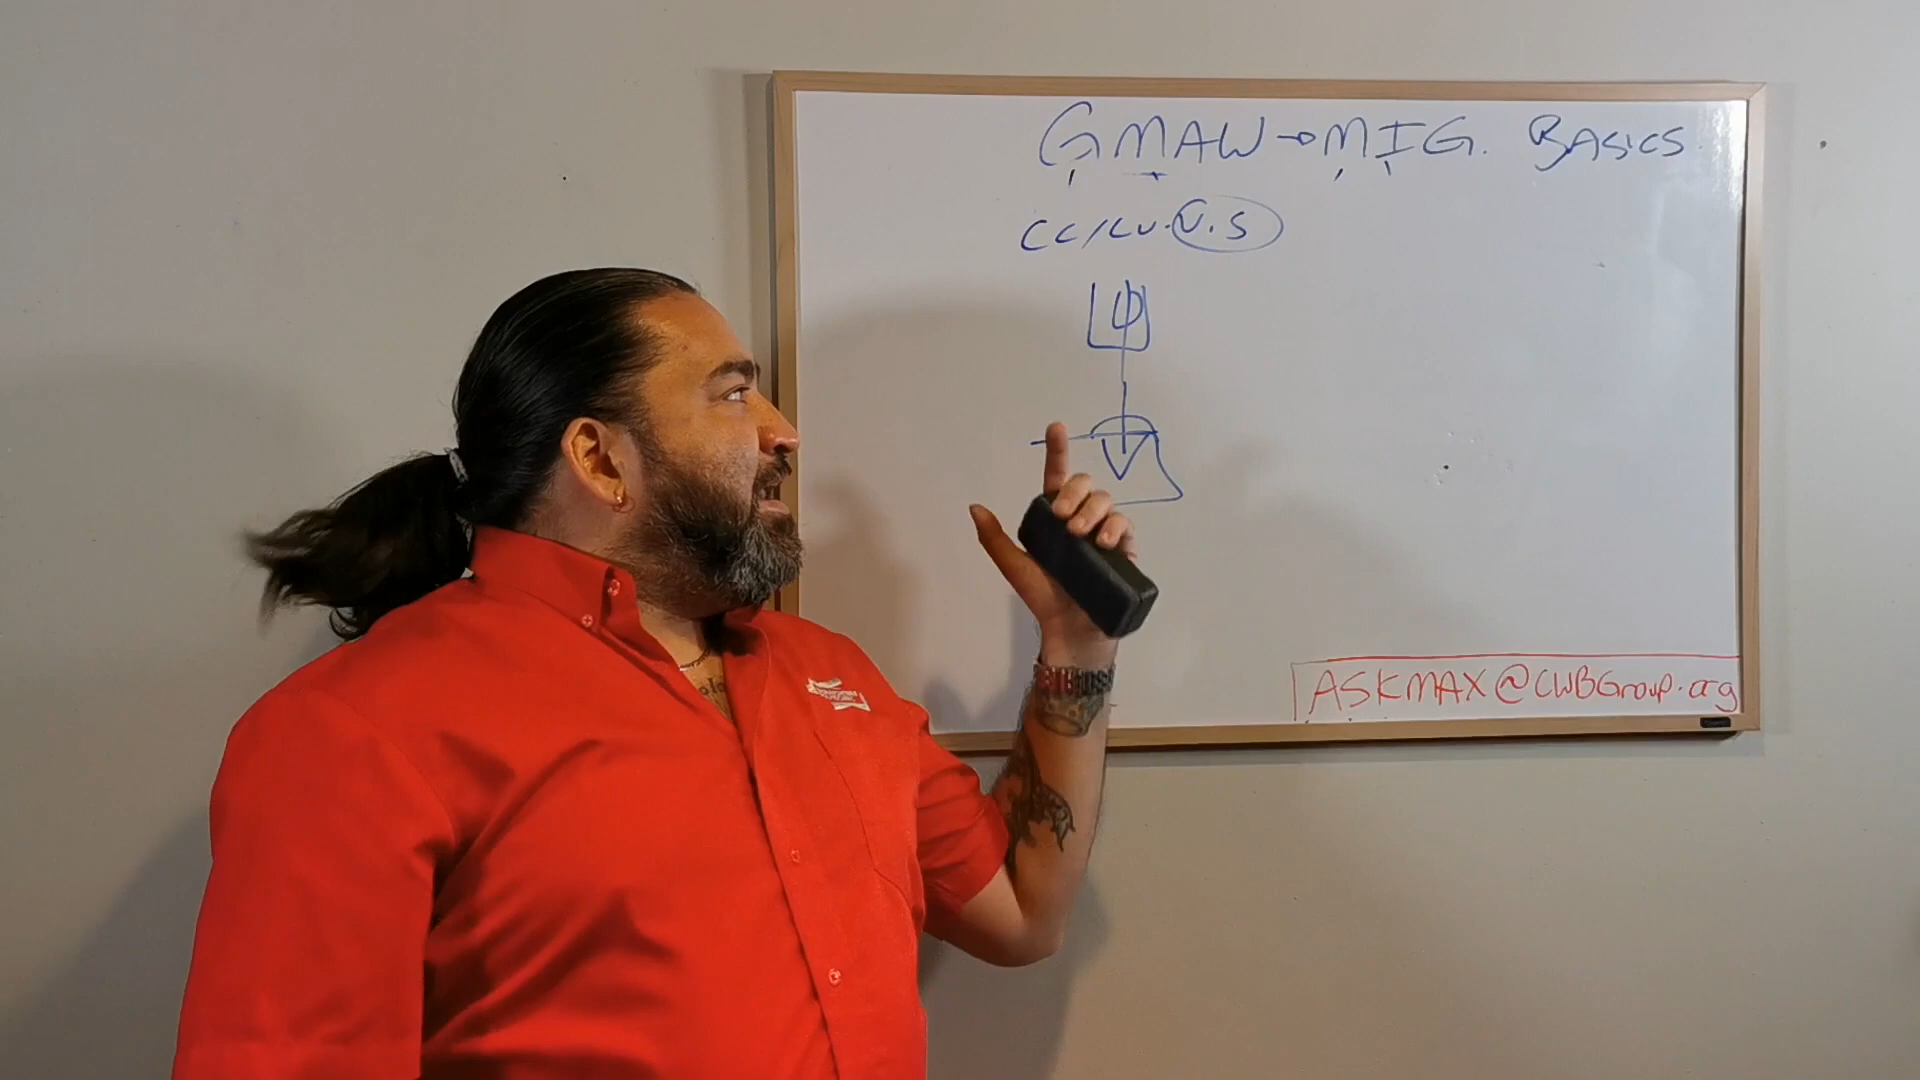 GMAW → MIG. BASICS.
CC/CV. V.S
ASKMAX@CWBGroup.org